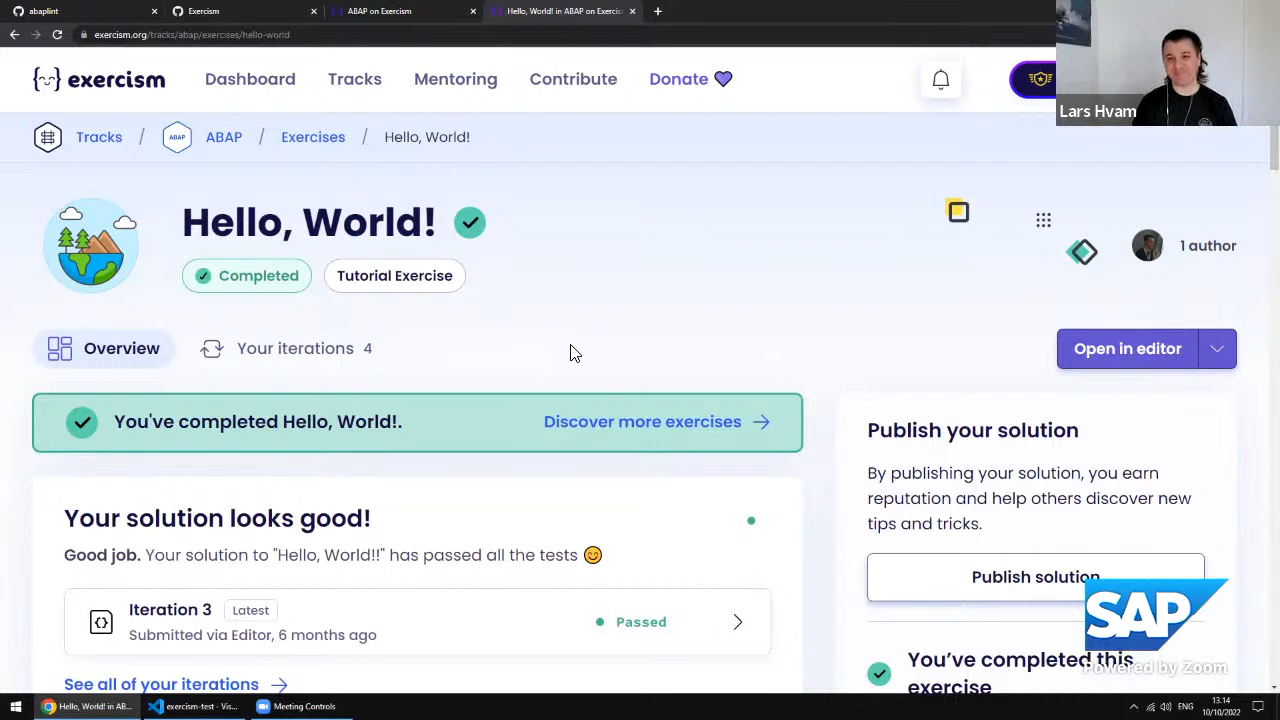 abaplint
Exercism
ABAP on Exercism
Hello, World! in ABAP on Exercis
exercism.org/tracks/abap/exercises/hello-world
exercism
Dashboard
Tracks
Mentoring
Contribute
Donate
Lars Hvam
Tracks / ABAP ABAP / Exercises / Hello, World!
Hello, World!
Completed
Tutorial Exercise
1 author
Overview
Your iterations 4
Open in editor
You've completed Hello, World!.
Discover more exercises
Publish your solution
By publishing your solution, you earn
reputation and help others discover new
tips and tricks.
Publish solution
Your solution looks good!
Good job. Your solution to "Hello, World!!" has passed all the tests 😊
Iteration 3 Latest
Submitted via Editor, 6 months ago
Passed
See all of your iterations
You've completed this
exercise
SAP
Powered by Zoom
Hello, World! in AB...
exercism-test - Vis...
Meeting Controls
ENG
13.14
10/10/2022